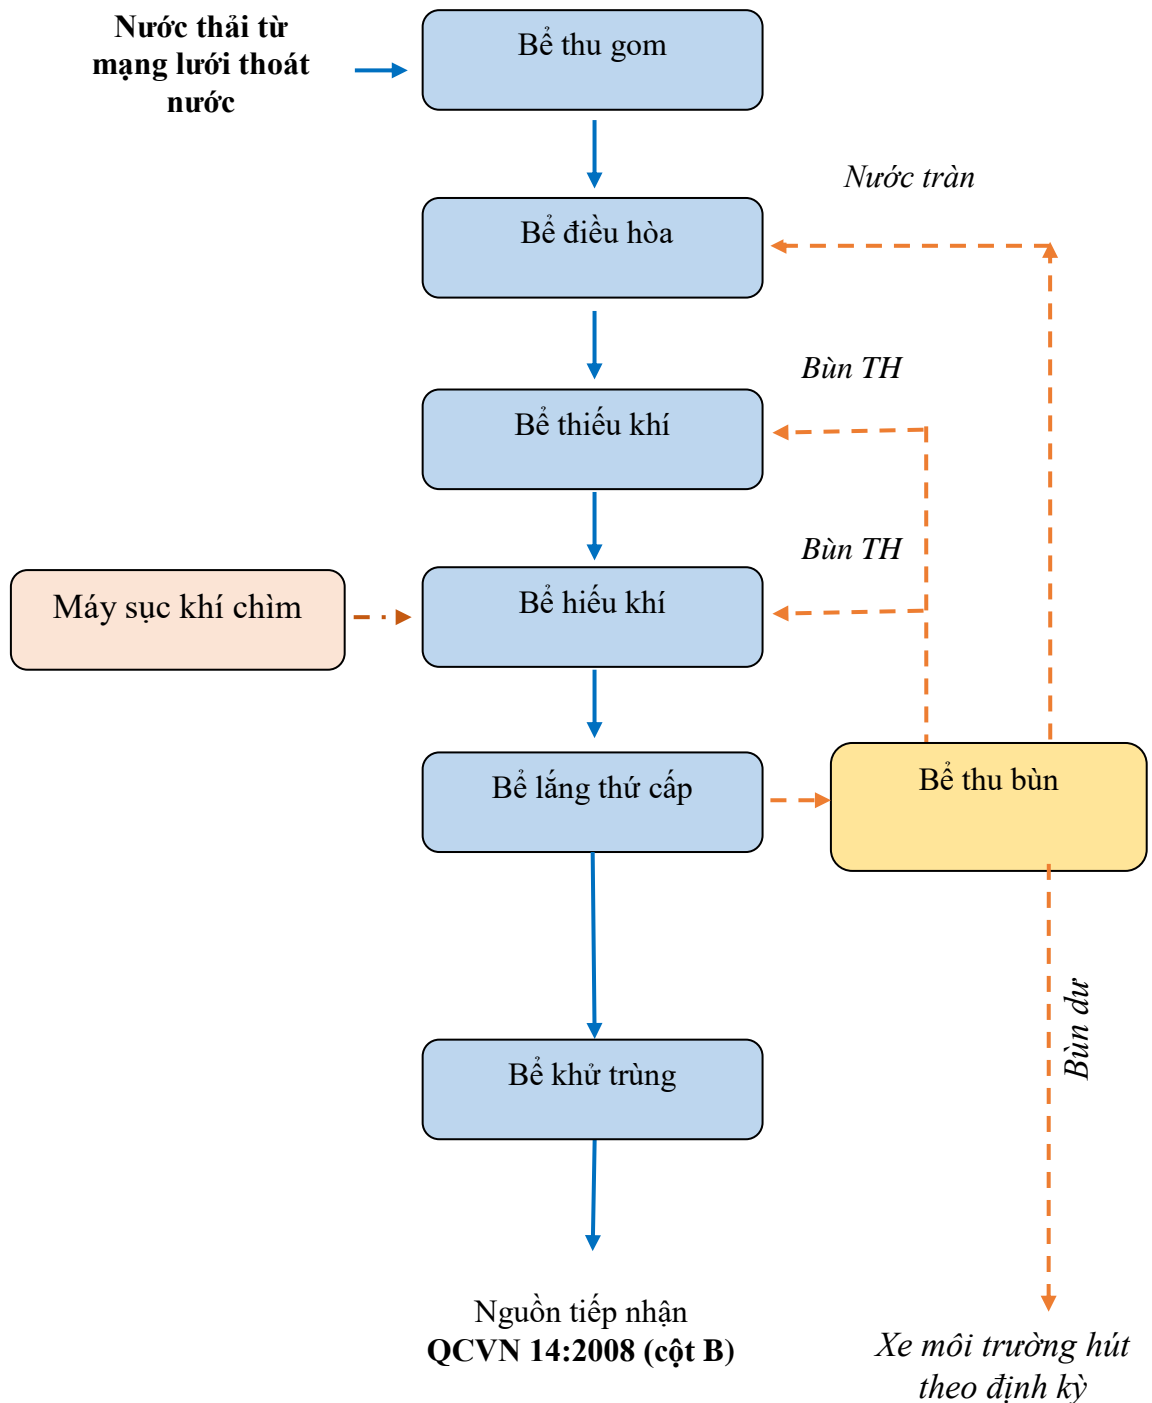 Nước thải từ
mạng lưới thoát
nước
Bể thu gom
Nước tràn
Bể điều hòa
Bùn TH
Bể thiếu khí
Bùn TH
Máy sục khí chìm
Bể hiếu khí
Bể lắng thứ cấp
Bể thu bùn
Bùn dư
Bể khử trùng
Nguồn tiếp nhận
QCVN 14:2008 (cột B)
Xe môi trường hút
theo định kỳ